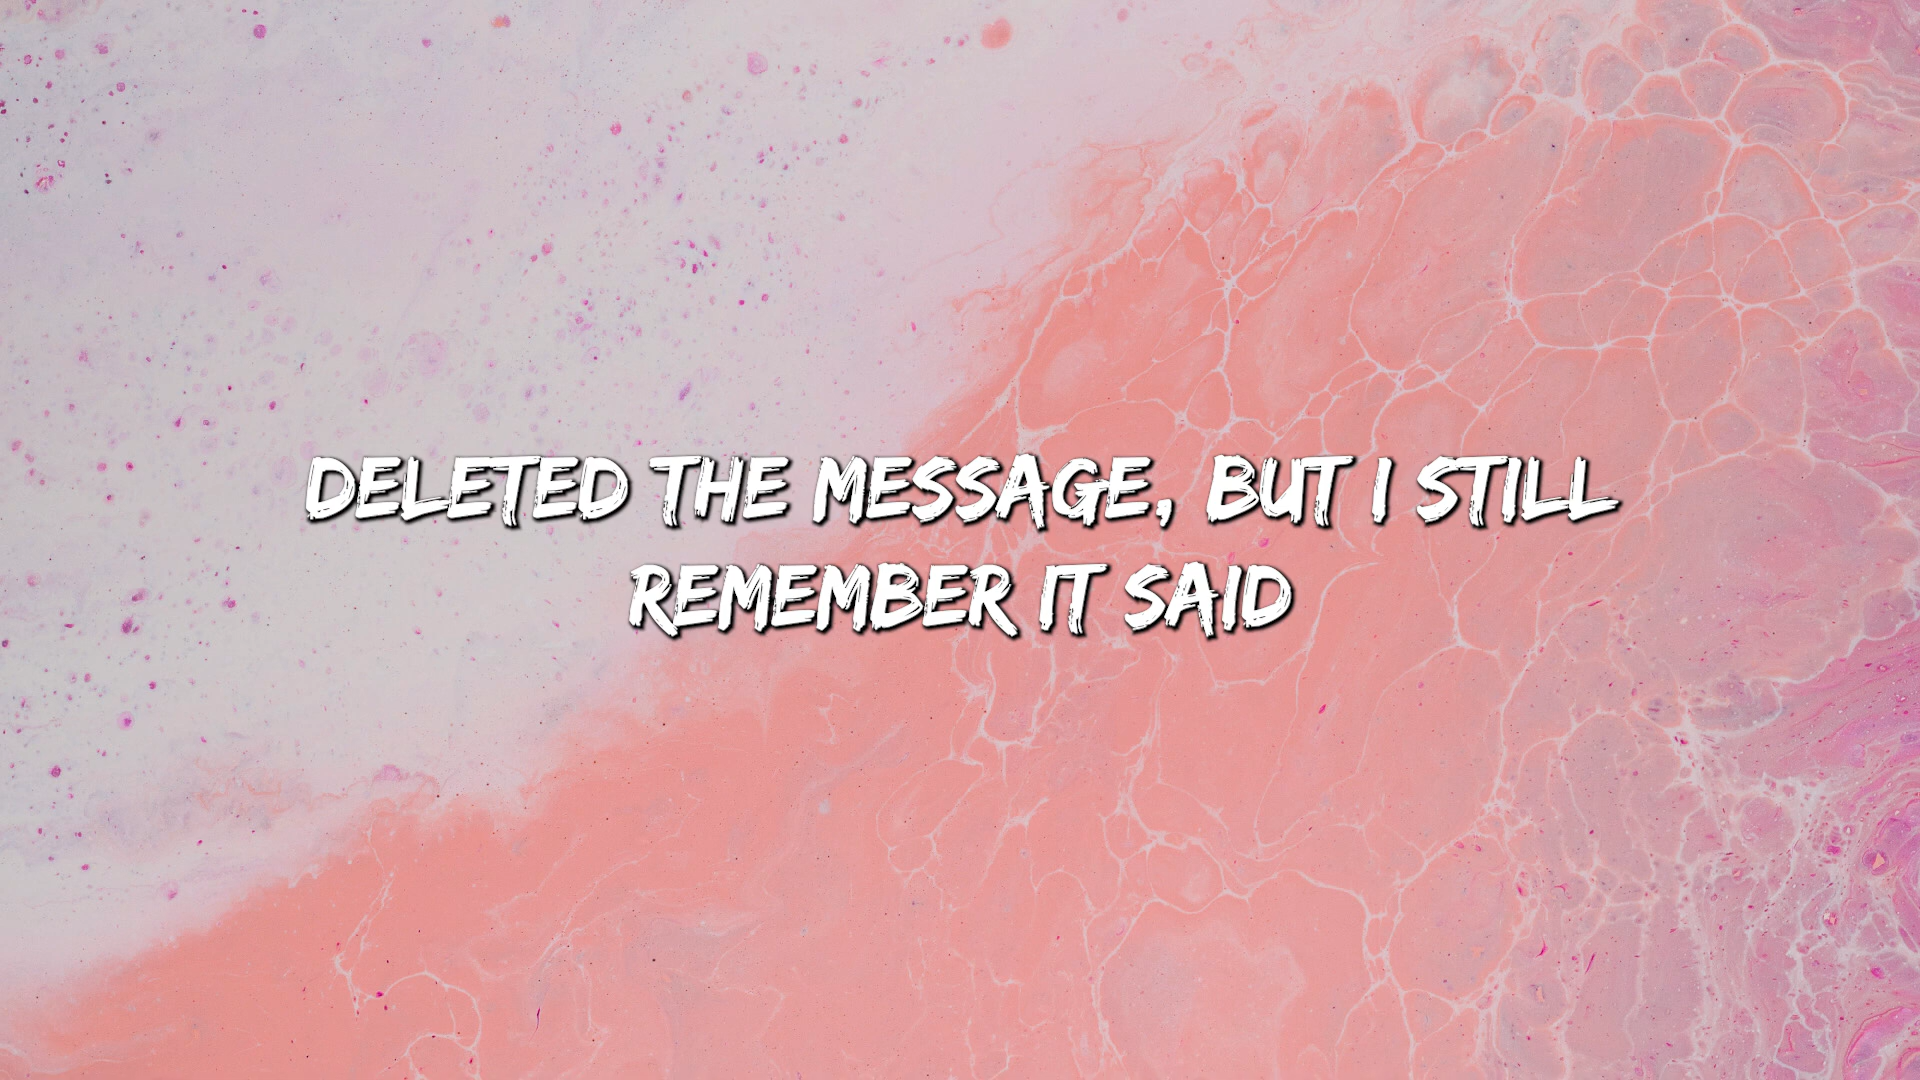 DELETED THE MESSAGE, BUT I STILL
REMEMBER IT SAID